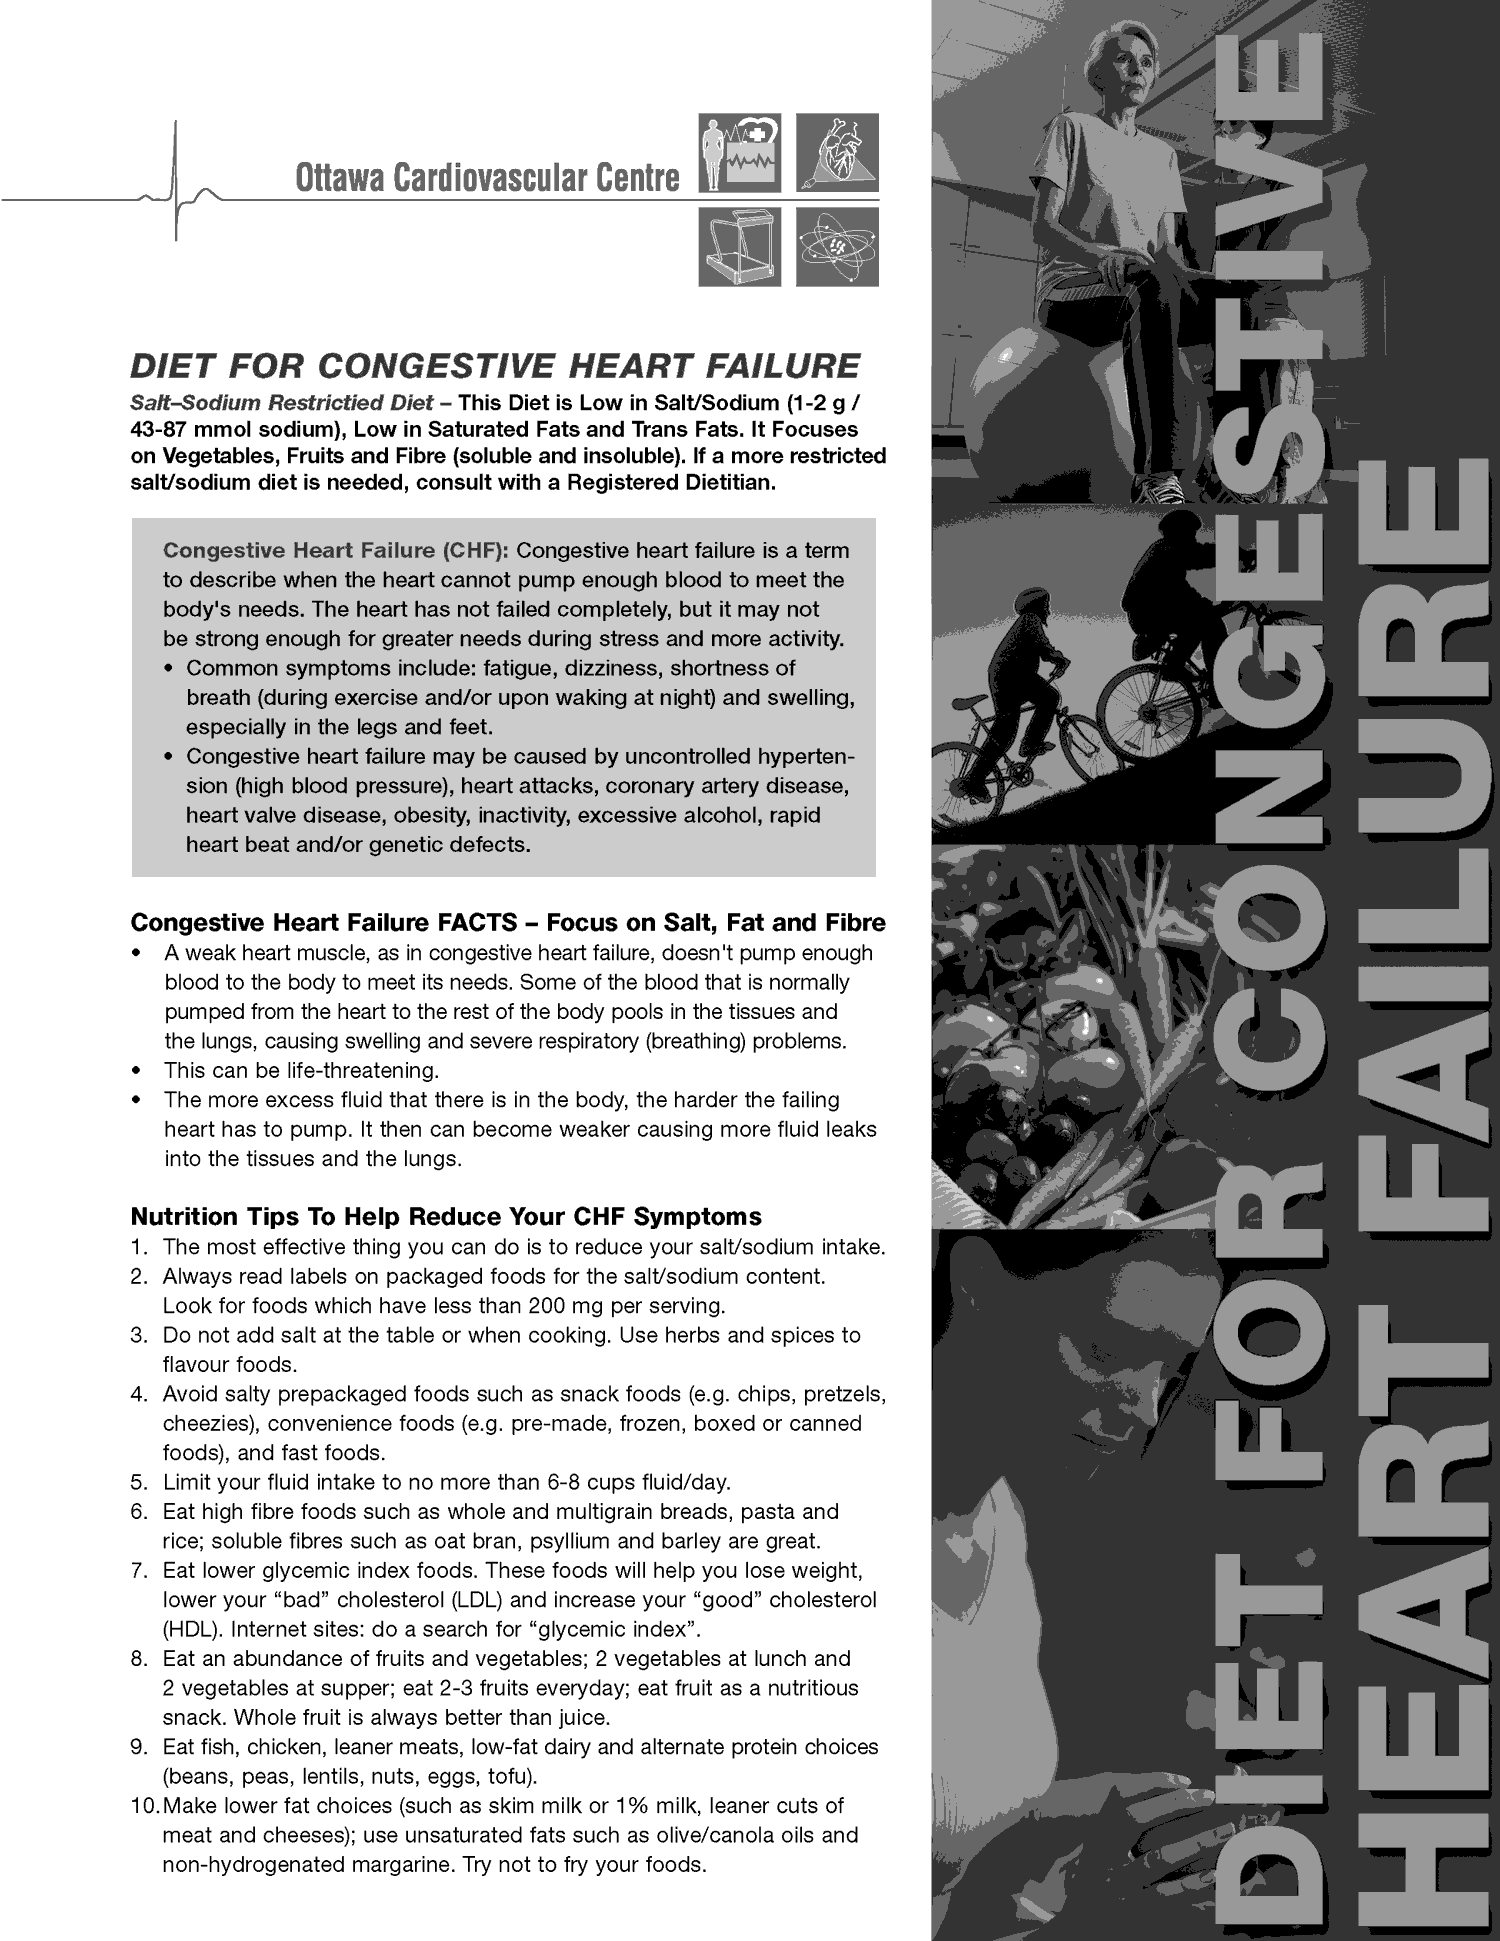 Ottawa Cardiovascular Centre
DIET FOR CONGESTIVE HEART FAILURE
Salt–Sodium Restrictied Diet – This Diet is Low in Salt/Sodium (1-2 g /
43-87 mmol sodium), Low in Saturated Fats and Trans Fats. It Focuses
on Vegetables, Fruits and Fibre (soluble and insoluble). If a more restricted
salt/sodium diet is needed, consult with a Registered Dietitian.
Congestive Heart Failure (CHF): Congestive heart failure is a term
to describe when the heart cannot pump enough blood to meet the
body's needs. The heart has not failed completely, but it may not
be strong enough for greater needs during stress and more activity.
• Common symptoms include: fatigue, dizziness, shortness of
breath (during exercise and/or upon waking at night) and swelling,
especially in the legs and feet.
• Congestive heart failure may be caused by uncontrolled hyperten-
sion (high blood pressure), heart attacks, coronary artery disease,
heart valve disease, obesity, inactivity, excessive alcohol, rapid
heart beat and/or genetic defects.
Congestive Heart Failure FACTS – Focus on Salt, Fat and Fibre
• A weak heart muscle, as in congestive heart failure, doesn't pump enough
blood to the body to meet its needs. Some of the blood that is normally
pumped from the heart to the rest of the body pools in the tissues and
the lungs, causing swelling and severe respiratory (breathing) problems.
• This can be life-threatening.
• The more excess fluid that there is in the body, the harder the failing
heart has to pump. It then can become weaker causing more fluid leaks
into the tissues and the lungs.
Nutrition Tips To Help Reduce Your CHF Symptoms
1. The most effective thing you can do is to reduce your salt/sodium intake.
2. Always read labels on packaged foods for the salt/sodium content.
Look for foods which have less than 200 mg per serving.
3. Do not add salt at the table or when cooking. Use herbs and spices to
flavour foods.
4. Avoid salty prepackaged foods such as snack foods (e.g. chips, pretzels,
cheezies), convenience foods (e.g. pre-made, frozen, boxed or canned
foods), and fast foods.
5. Limit your fluid intake to no more than 6-8 cups fluid/day.
6. Eat high fibre foods such as whole and multigrain breads, pasta and
rice; soluble fibres such as oat bran, psyllium and barley are great.
7. Eat lower glycemic index foods. These foods will help you lose weight,
lower your “bad” cholesterol (LDL) and increase your “good” cholesterol
(HDL). Internet sites: do a search for “glycemic index”.
8. Eat an abundance of fruits and vegetables; 2 vegetables at lunch and
2 vegetables at supper; eat 2-3 fruits everyday; eat fruit as a nutritious
snack. Whole fruit is always better than juice.
9. Eat fish, chicken, leaner meats, low-fat dairy and alternate protein choices
(beans, peas, lentils, nuts, eggs, tofu).
10. Make lower fat choices (such as skim milk or 1% milk, leaner cuts of
meat and cheeses); use unsaturated fats such as olive/canola oils and
non-hydrogenated margarine. Try not to fry your foods.
DIET FOR CONGESTIVE
HEART FAILURE